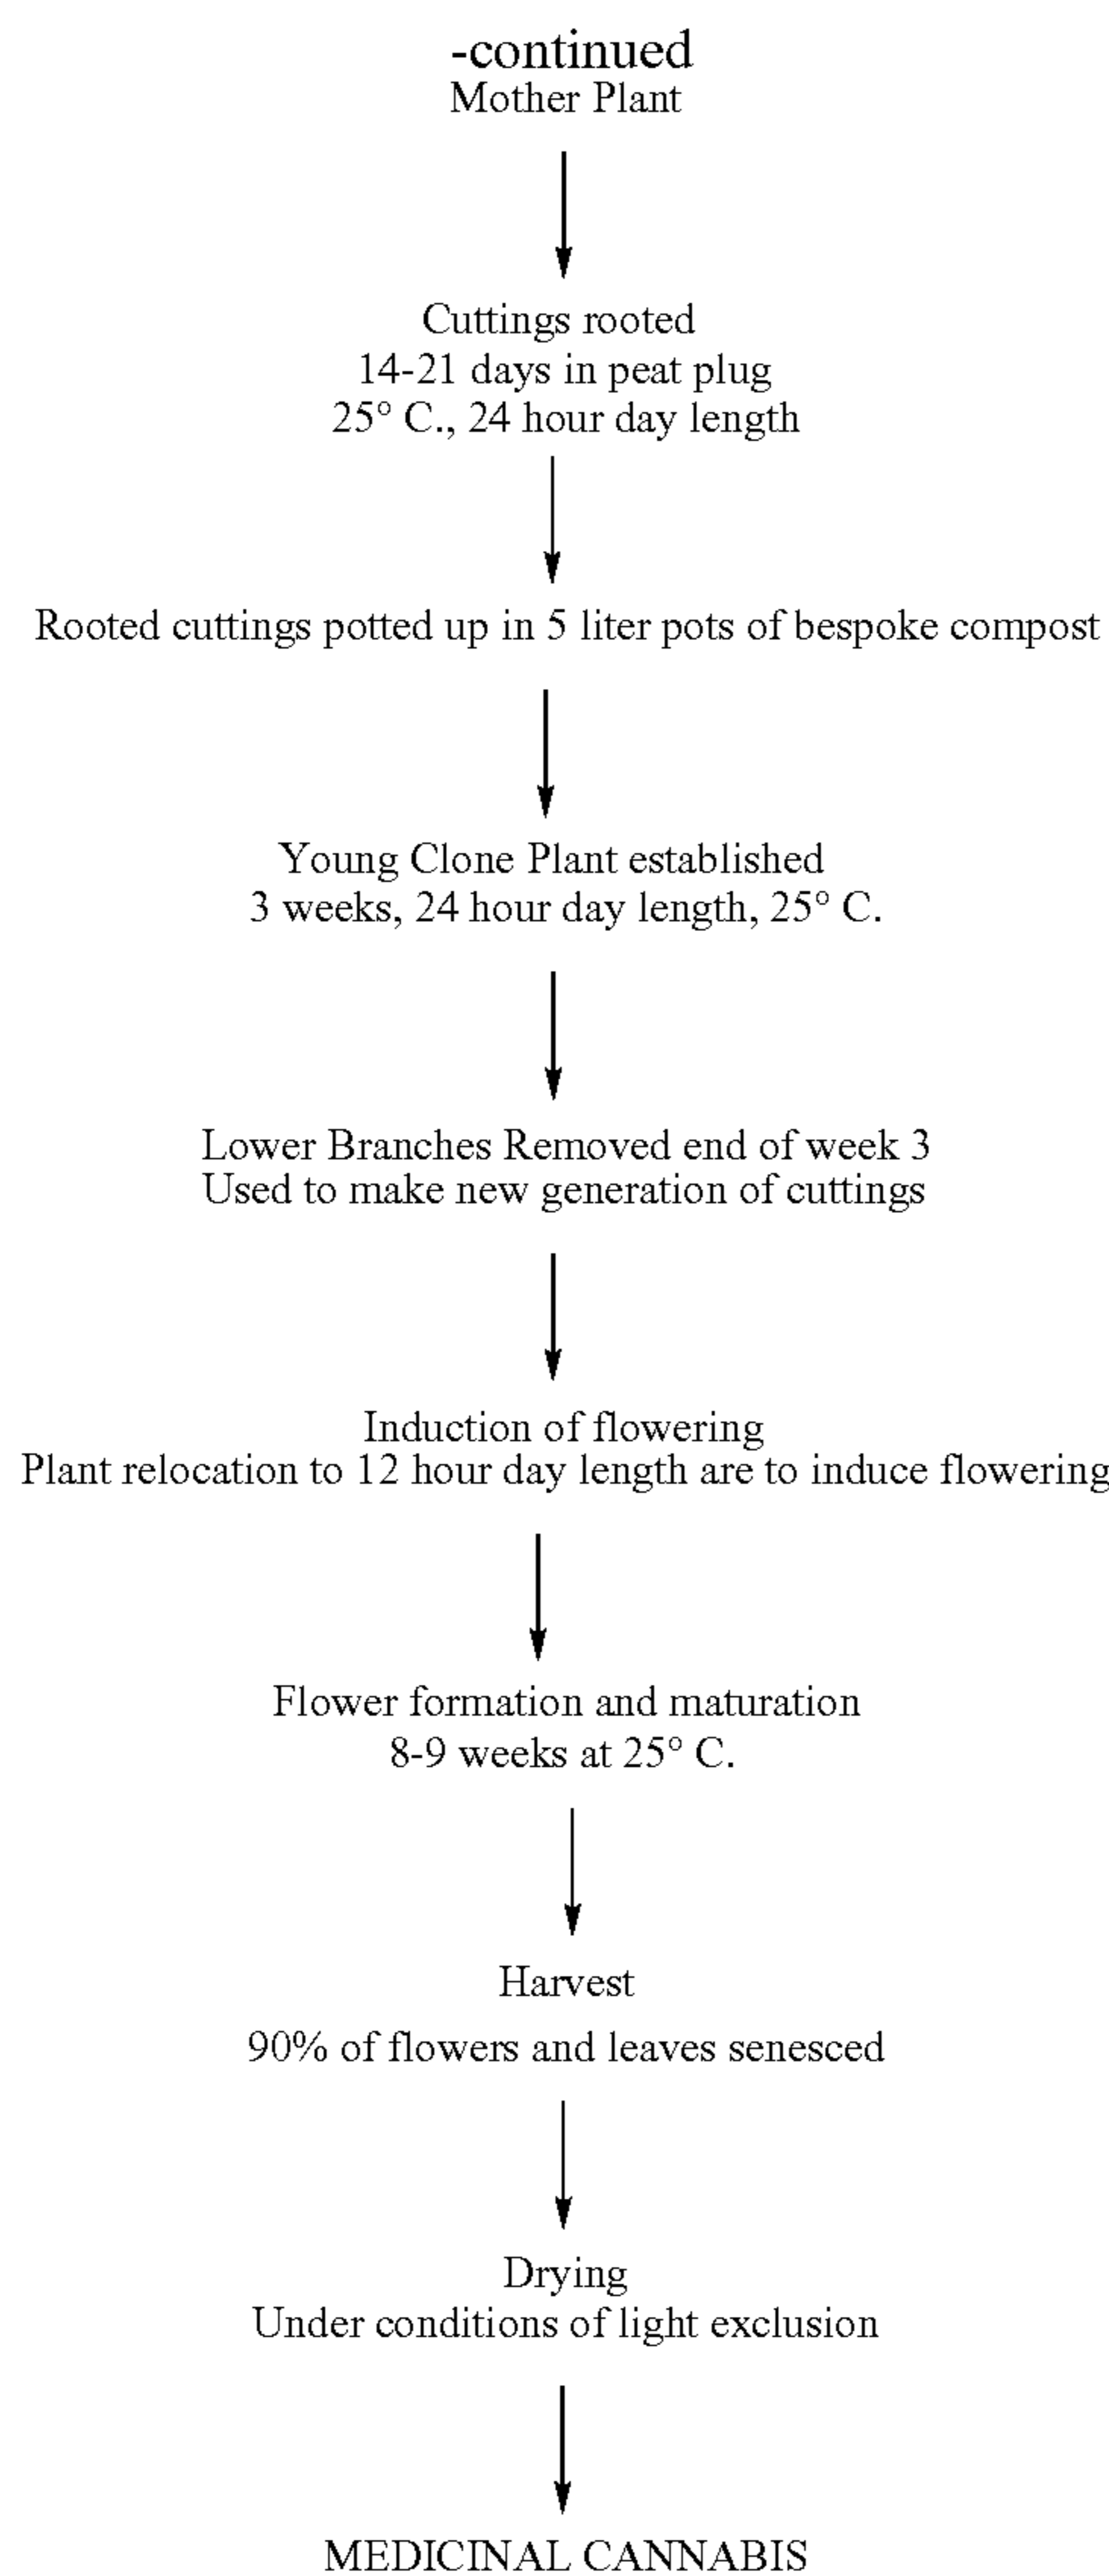 -continued
Mother Plant
Cuttings rooted
14-21 days in peat plug
25° C., 24 hour day length
Rooted cuttings potted up in 5 liter pots of bespoke compost
Young Clone Plant established
3 weeks, 24 hour day length, 25° C.
Lower Branches Removed end of week 3
Used to make new generation of cuttings
Induction of flowering
Plant relocation to 12 hour day length are to induce flowering
Flower formation and maturation
8-9 weeks at 25° C.
Harvest
90% of flowers and leaves senesced
Drying
Under conditions of light exclusion
MEDICINAL CANNABIS